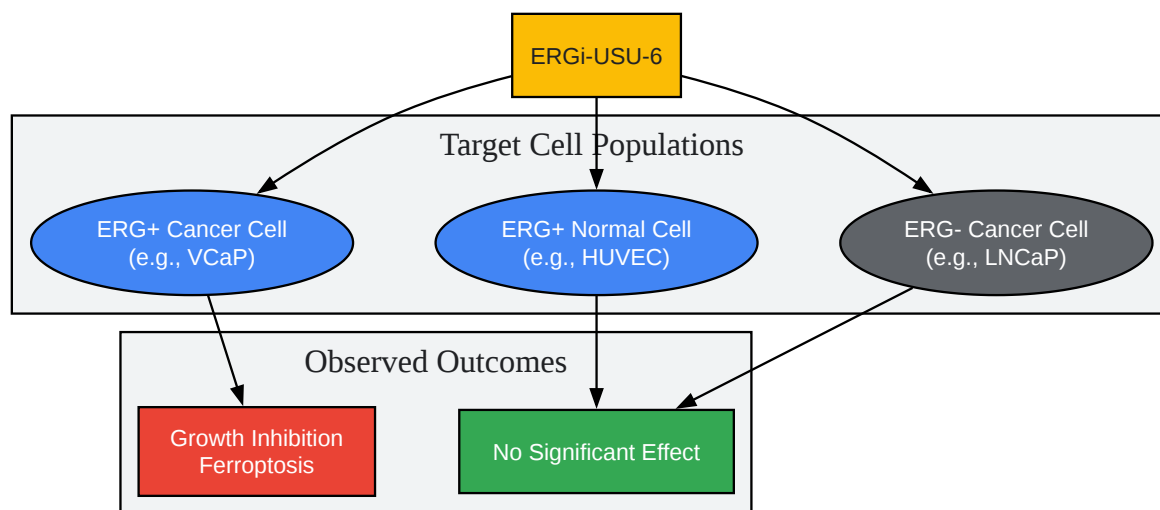 ERGi-USU-6
Target Cell Populations
ERG+ Cancer Cell
(e.g., VCaP)
ERG+ Normal Cell
(e.g., HUVEC)
ERG- Cancer Cell
(e.g., LNCaP)
Observed Outcomes
Growth Inhibition
Ferroptosis
No Significant Effect